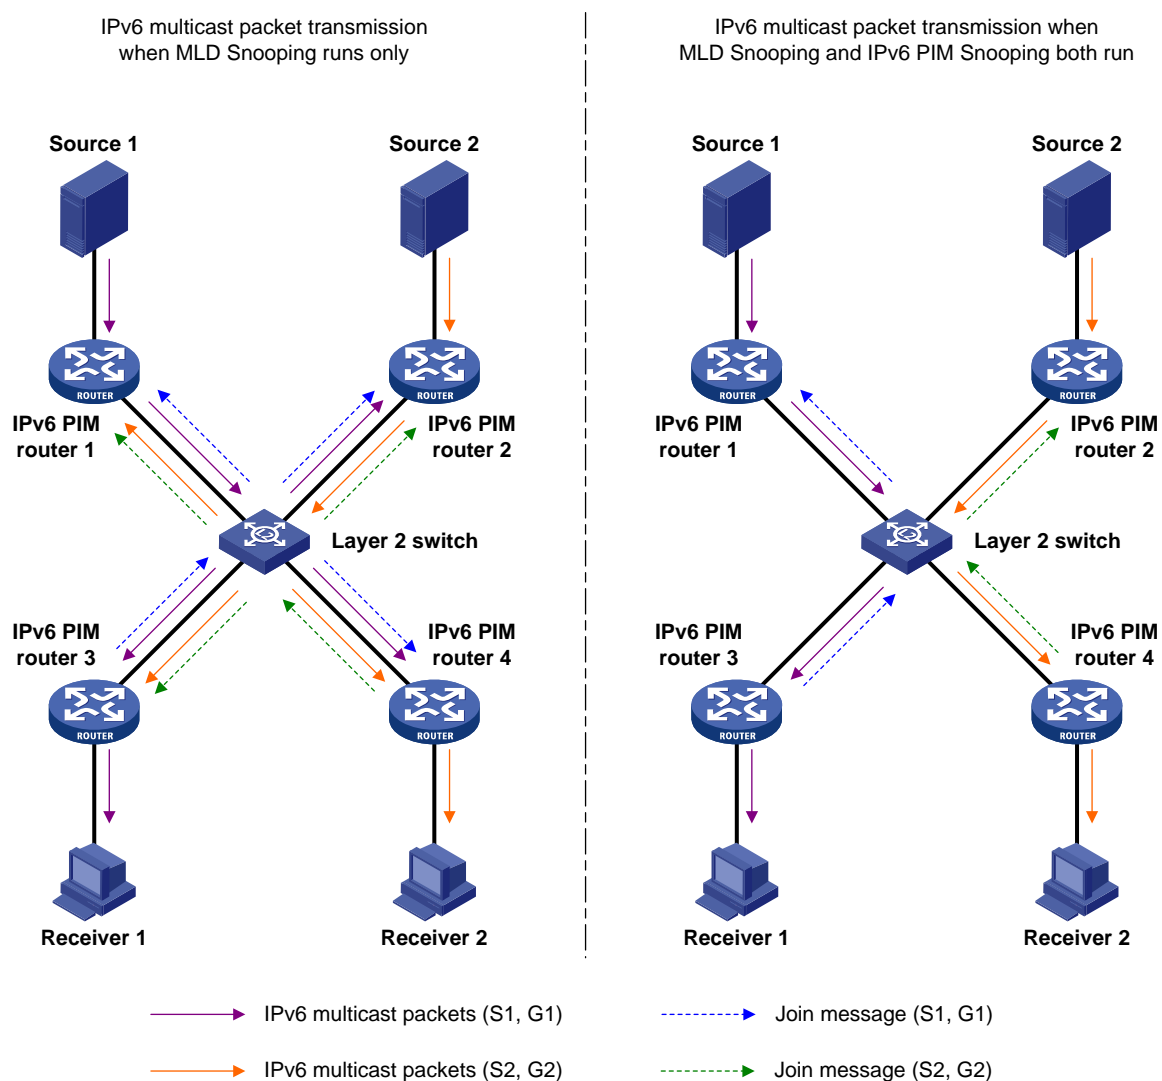 IPv6 multicast packet transmission
when MLD Snooping runs only
IPv6 multicast packet transmission when
MLD Snooping and IPv6 PIM Snooping both run
Source 1
Source 2
Source 1
Source 2
ROUTER
ROUTER
ROUTER
ROUTER
IPv6 PIM
router 1
IPv6 PIM
router 2
IPv6 PIM
router 1
IPv6 PIM
router 2
Layer 2 switch
Layer 2 switch
IPv6 PIM
router 3
IPv6 PIM
router 4
IPv6 PIM
router 3
IPv6 PIM
router 4
ROUTER
ROUTER
ROUTER
ROUTER
Receiver 1
Receiver 2
Receiver 1
Receiver 2
IPv6 multicast packets (S1, G1)
Join message (S1, G1)
IPv6 multicast packets (S2, G2)
Join message (S2, G2)